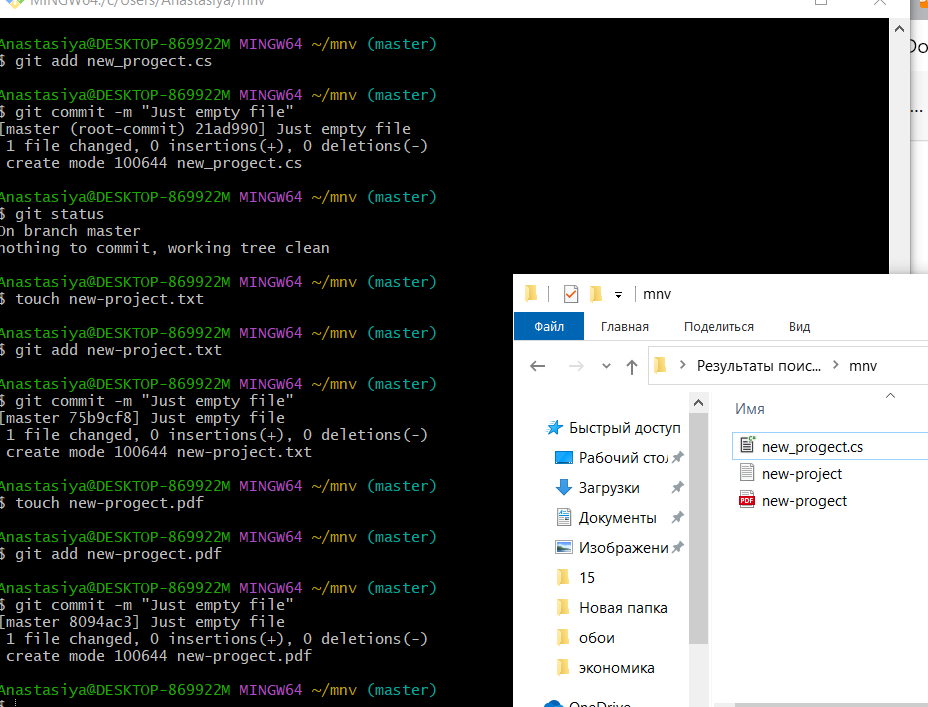 MINGW64:/c/Users/Anastasiya/mnv
Anastasiya@DESKTOP-869922M MINGW64 ~/mnv (master)
$ git add new_progect.cs
Anastasiya@DESKTOP-869922M MINGW64 ~/mnv (master)
$ git commit -m "Just empty file"
[master (root-commit) 21ad990] Just empty file
1 file changed, 0 insertions(+), 0 deletions(-)
create mode 100644 new_progect.cs
Anastasiya@DESKTOP-869922M MINGW64 ~/mnv (master)
$ git status
On branch master
nothing to commit, working tree clean
Anastasiya@DESKTOP-869922M MINGW64 ~/mnv (master)
$ touch new-project.txt
Anastasiya@DESKTOP-869922M MINGW64 ~/mnv (master)
$ git add new-project.txt
Anastasiya@DESKTOP-869922M MINGW64 ~/mnv (master)
$ git commit -m "Just empty file"
[master 75b9cf8] Just empty file
1 file changed, 0 insertions(+), 0 deletions(-)
create mode 100644 new-project.txt
Anastasiya@DESKTOP-869922M MINGW64 ~/mnv (master)
$ touch new-progect.pdf
Anastasiya@DESKTOP-869922M MINGW64 ~/mnv (master)
$ git add new-progect.pdf
Anastasiya@DESKTOP-869922M MINGW64 ~/mnv (master)
$ git commit -m "Just empty file"
[master 8094ac3] Just empty file
1 file changed, 0 insertions(+), 0 deletions(-)
create mode 100644 new-progect.pdf
Anastasiya@DESKTOP-869922M MINGW64 ~/mnv (master)
$
Do
...
mnv
Файл Главная Поделиться Вид
Результаты поис... mnv
Имя
Быстрый доступ
Рабочий стол
Загрузки
Документы
Изображени
15
Новая папка
обои
экономика
OneDrive
new_progect.cs
new-project
PDF new-progect